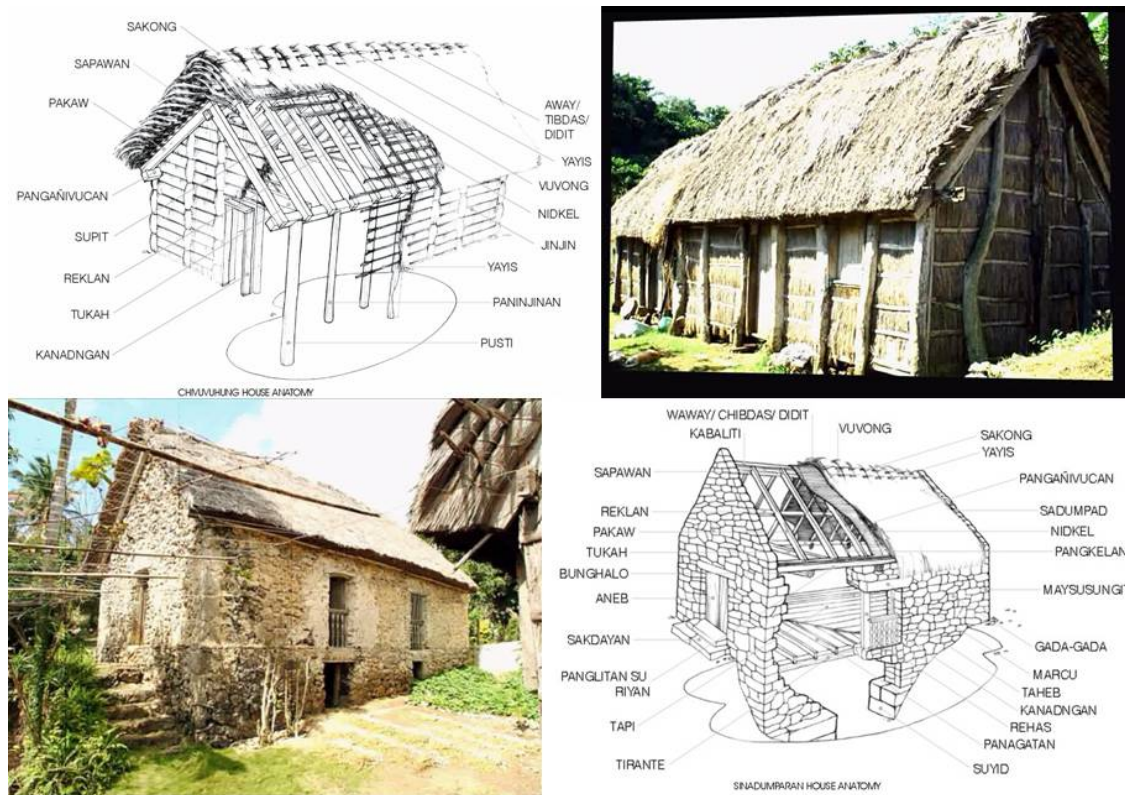 SAKONG
SAPAWAN
PAKAW
PANGAÑIVUCAN
SUPIT
REKLAN
TUKAH
KANADNGAN
AWAY/
TIBDAS/
DIDIT
YAYIS
VUVONG
NIDKEL
JINJIN
YAYIS
PANINJINAN
PUSTI
CHIVUVUHUNG HOUSE ANATOMY
WAWAY/ CHIBDAS/ DIDIT
KABALITI
SAPAWAN
REKLAN
PAKAW
TUKAH
BUNGHALO
ANEB
SAKDAYAN
PANGLITAN SU
RIYAN
TAPI
TIRANTE
VUVONG
SAKONG
YAYIS
PANGAÑIVUCAN
SADUMPAD
NIDKEL
PANGKELAN
MAYSUSUNGIT
GADA-GADA
MARCU
TAHEB
KANADNGAN
REHAS
PANAGATAN
SUYID
SINADUMPARAN HOUSE ANATOMY